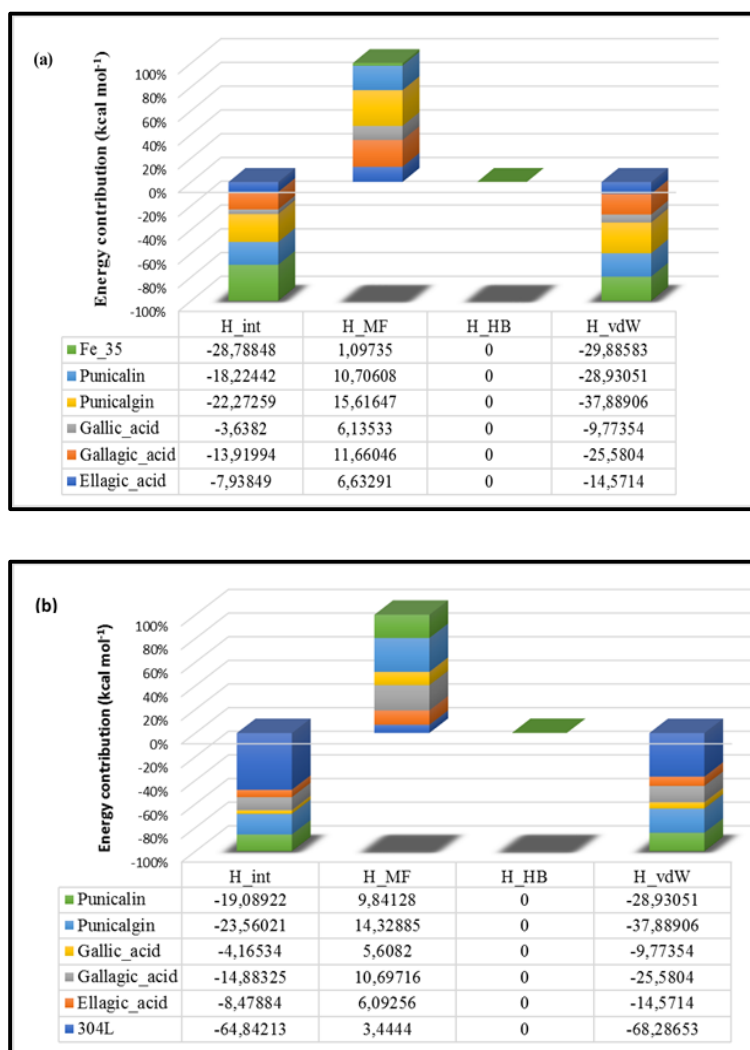 (a)
Energy contribution (kcal mol⁻¹)
100%
80%
60%
40%
20%
0%
-20%
-40%
-60%
-80%
-100%
H_int H_MF H_HB H_vdW
Fe_35 -28,78848 1,09735 0 -29,88583
Punicalin -18,22442 10,70608 0 -28,93051
Punicalgin -22,27259 15,61647 0 -37,88906
Gallic_acid -3,6382 6,13533 0 -9,77354
Gallagic_acid -13,91994 11,66046 0 -25,5804
Ellagic_acid -7,93849 6,63291 0 -14,5714
(b)
Energy contribution (kcal mol⁻¹)
100%
80%
60%
40%
20%
0%
-20%
-40%
-60%
-80%
-100%
H_int H_MF H_HB H_vdW
Punicalin -19,08922 9,84128 0 -28,93051
Punicalgin -23,56021 14,32885 0 -37,88906
Gallic_acid -4,16534 5,6082 0 -9,77354
Gallagic_acid -14,88325 10,69716 0 -25,5804
Ellagic_acid -8,47884 6,09256 0 -14,5714
304L -64,84213 3,4444 0 -68,28653